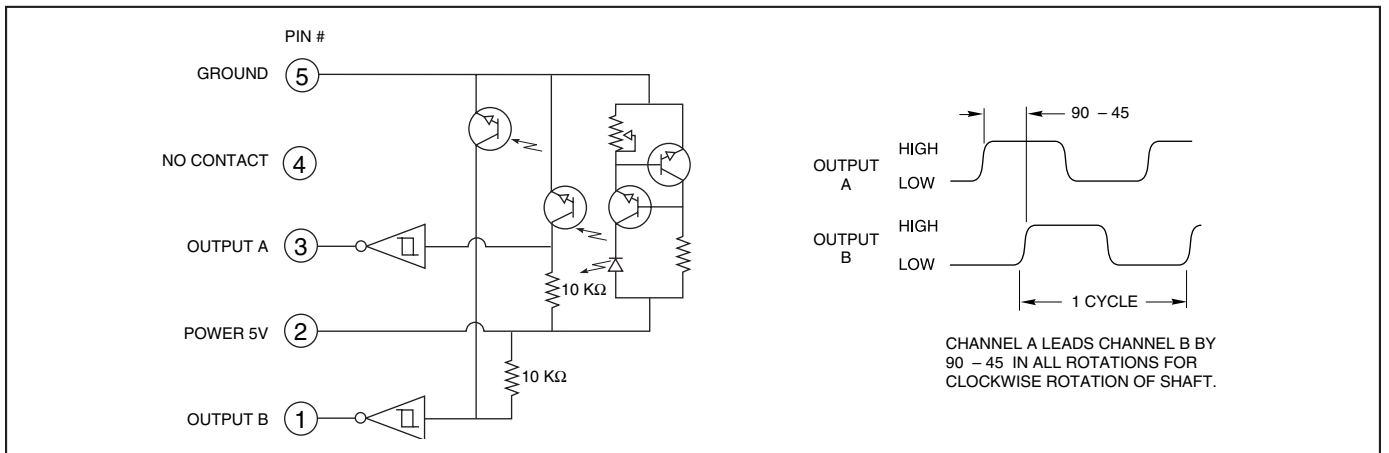 PIN #
GROUND 5
NO CONTACT 4
OUTPUT A 3
10 KΩ
POWER 5V 2
10 KΩ
OUTPUT B 1
90 – 45
OUTPUT
A
HIGH
LOW
OUTPUT
B
HIGH
LOW
1 CYCLE
CHANNEL A LEADS CHANNEL B BY
90 – 45 IN ALL ROTATIONS FOR
CLOCKWISE ROTATION OF SHAFT.